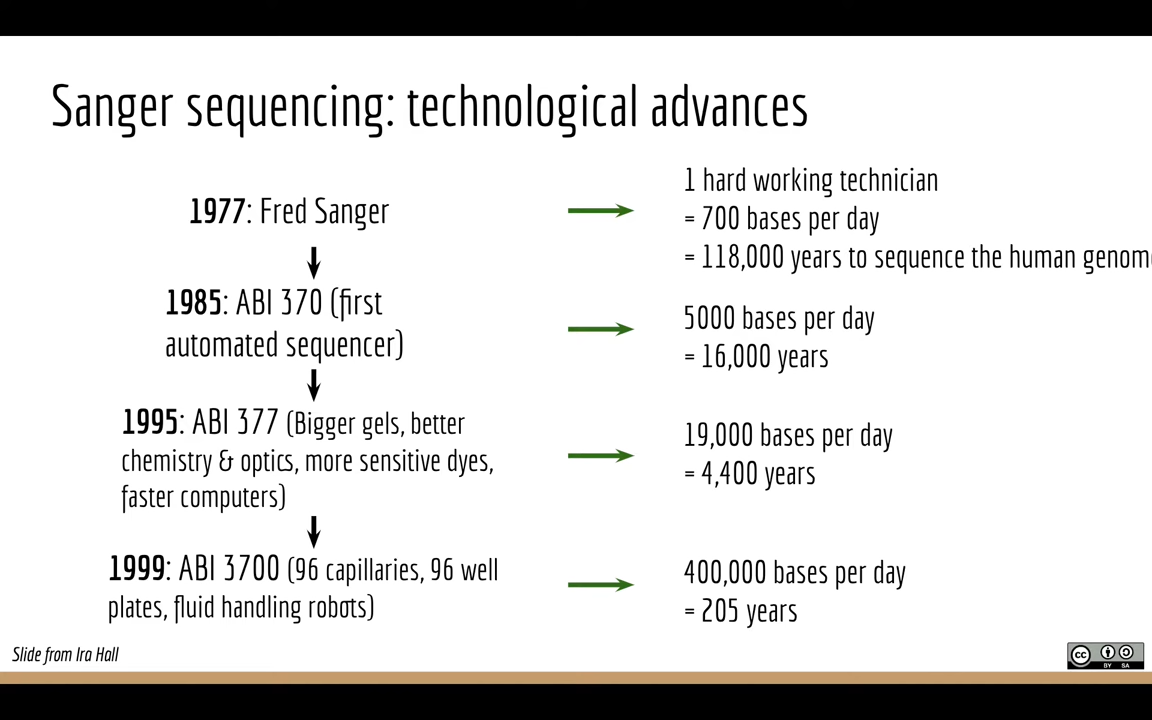 Sanger sequencing: technological advances
1977: Fred Sanger
1 hard working technician
= 700 bases per day
= 118,000 years to sequence the human genom
1985: ABI 370 (first
automated sequencer)
5000 bases per day
= 16,000 years
1995: ABI 377 (Bigger gels, better
chemistry & optics, more sensitive dyes,
faster computers)
19,000 bases per day
= 4,400 years
1999: ABI 3700 (96 capillaries, 96 well
plates, fluid handling robots)
400,000 bases per day
= 205 years
Slide from Ira Hall
cc
BY SA